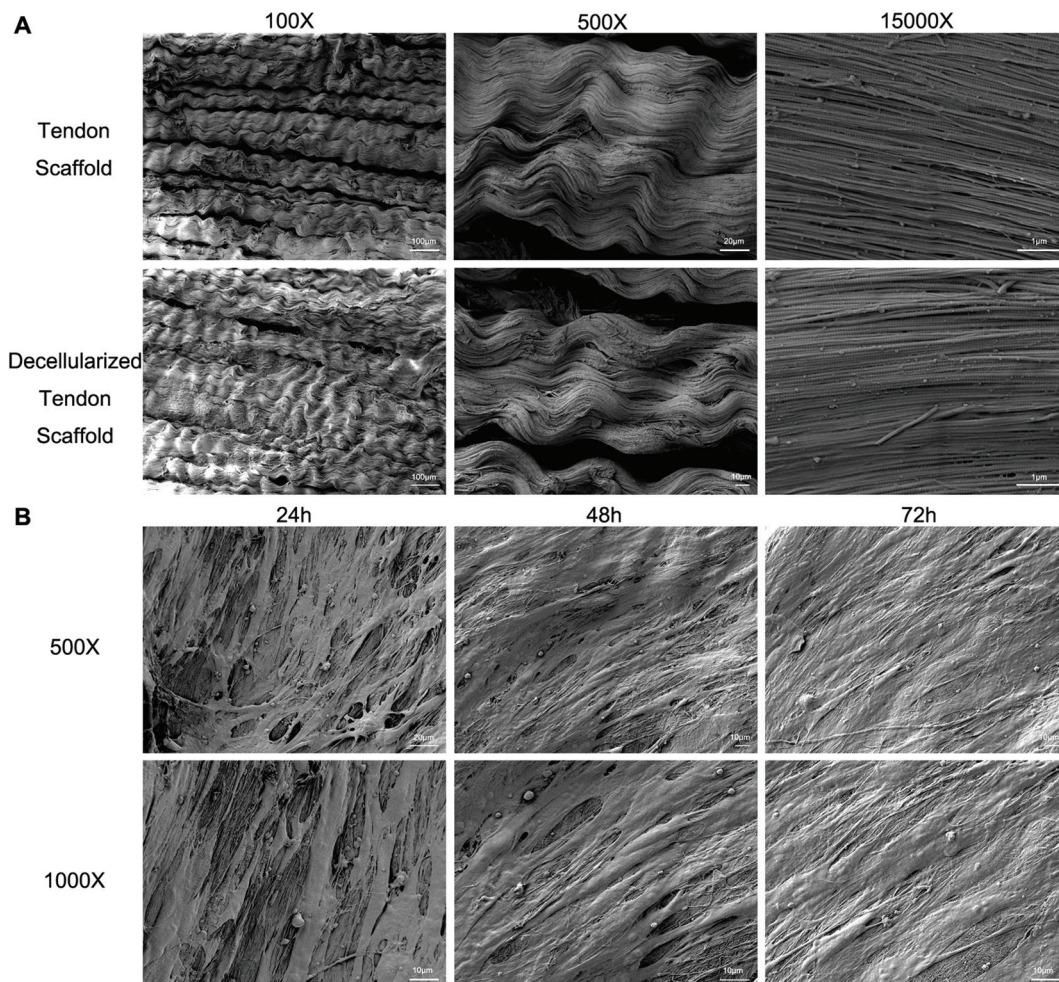 A
100X
500X
15000X
Tendon
Scaffold
100μm
20μm
1μm
Decellularized
Tendon
Scaffold
100μm
10μm
1μm
B
24h
48h
72h
500X
20μm
10μm
10μm
1000X
10μm
10μm
10μm